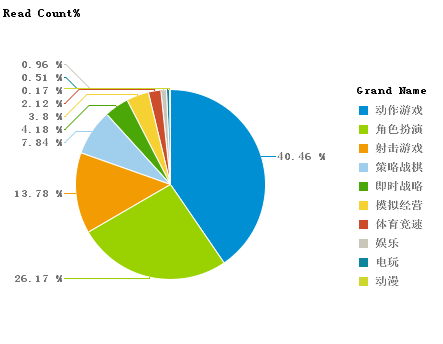 Read Count%
0.96 %
0.51 %
0.17 %
2.12 %
3.8 %
4.18 %
7.84 %
13.78 %
26.17 %
40.46 %
Grand Name
动作游戏
角色扮演
射击游戏
策略战棋
即时战略
模拟经营
体育竞速
娱乐
电玩
动漫